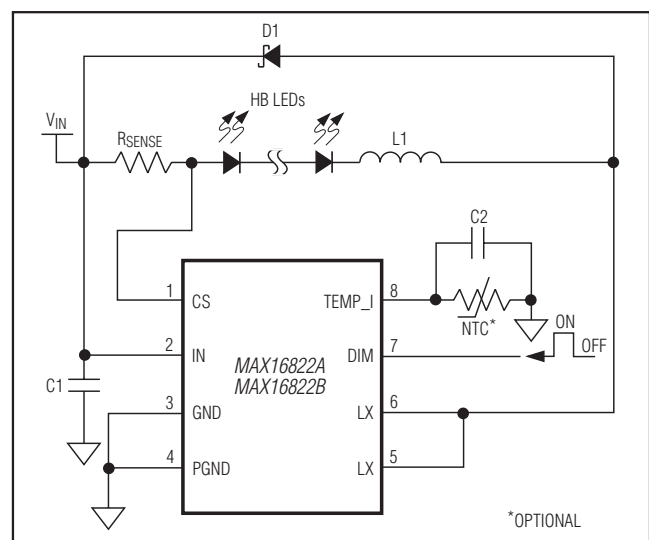 D1
HB LEDs
VIN
RSENSE
L1
C2
1
CS
TEMP_I
8
NTC*
ON
2
IN
MAX16822A
DIM
7
OFF
MAX16822B
C1
3
GND
LX
6
4
PGND
LX
5
*OPTIONAL